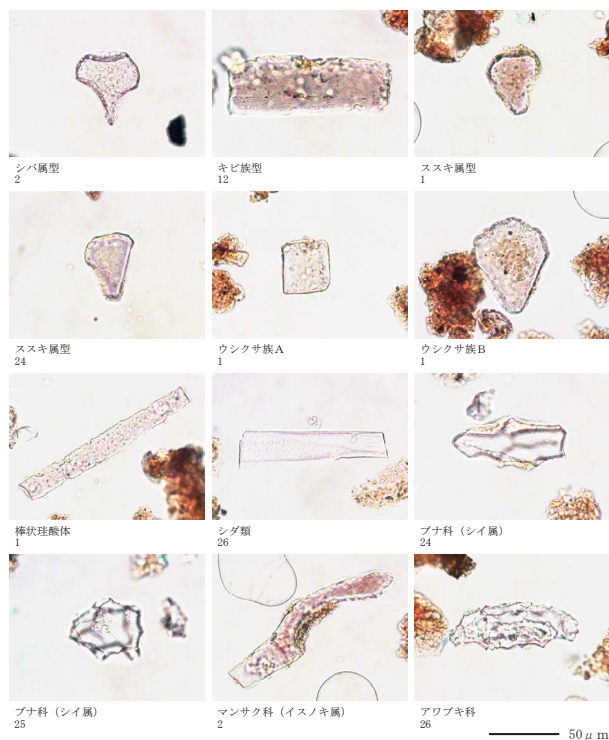 シバ属型
2
キビ族型
12
ススキ属型
1
ススキ属型
24
ウシクサ族A
1
ウシクサ族B
1
棒状珪酸体
1
シダ類
26
ブナ科（シイ属）
24
ブナ科（シイ属）
25
マンサク科（イスノキ属）
2
アワブキ科
26
50μm